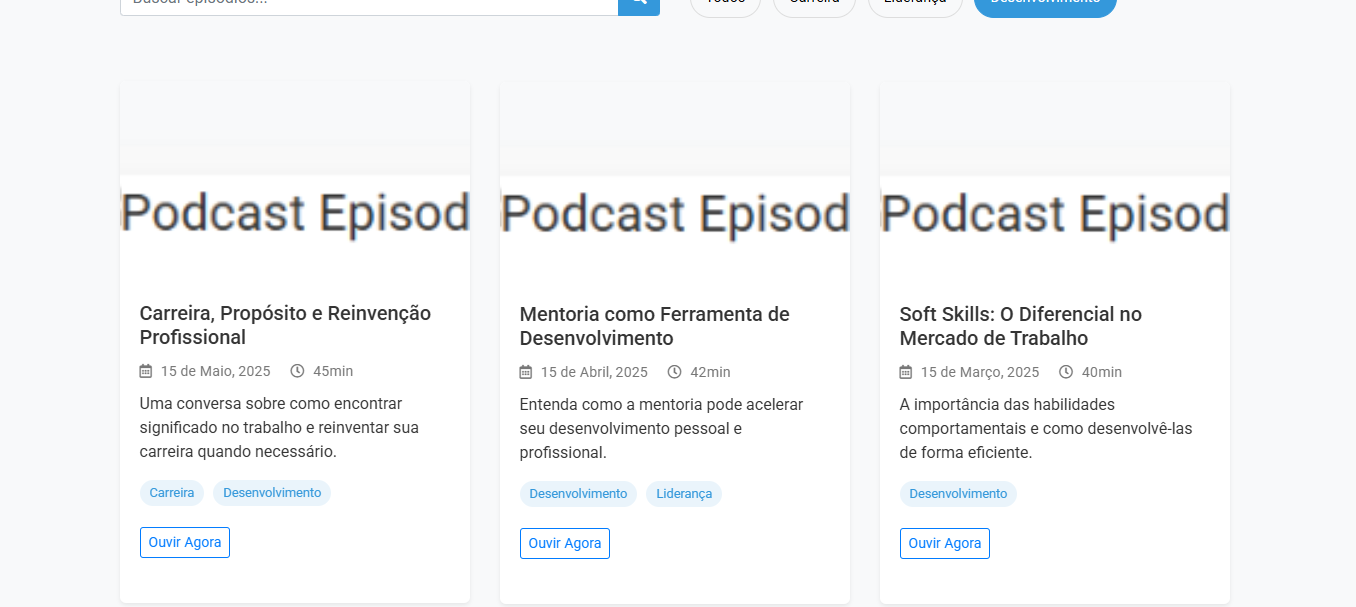 Buscar episódios...
Todos
Carreira
Liderança
Desenvolvimento
Podcast Episod
Podcast Episod
Podcast Episod
Carreira, Propósito e Reinvenção
Profissional
15 de Maio, 2025 45min
Uma conversa sobre como encontrar
significado no trabalho e reinventar sua
carreira quando necessário.
Carreira Desenvolvimento
Ouvir Agora
Mentoria como Ferramenta de
Desenvolvimento
15 de Abril, 2025 42min
Entenda como a mentoria pode acelerar
seu desenvolvimento pessoal e
profissional.
Desenvolvimento Liderança
Ouvir Agora
Soft Skills: O Diferencial no
Mercado de Trabalho
15 de Março, 2025 40min
A importância das habilidades
comportamentais e como desenvolvê-las
de forma eficiente.
Desenvolvimento
Ouvir Agora